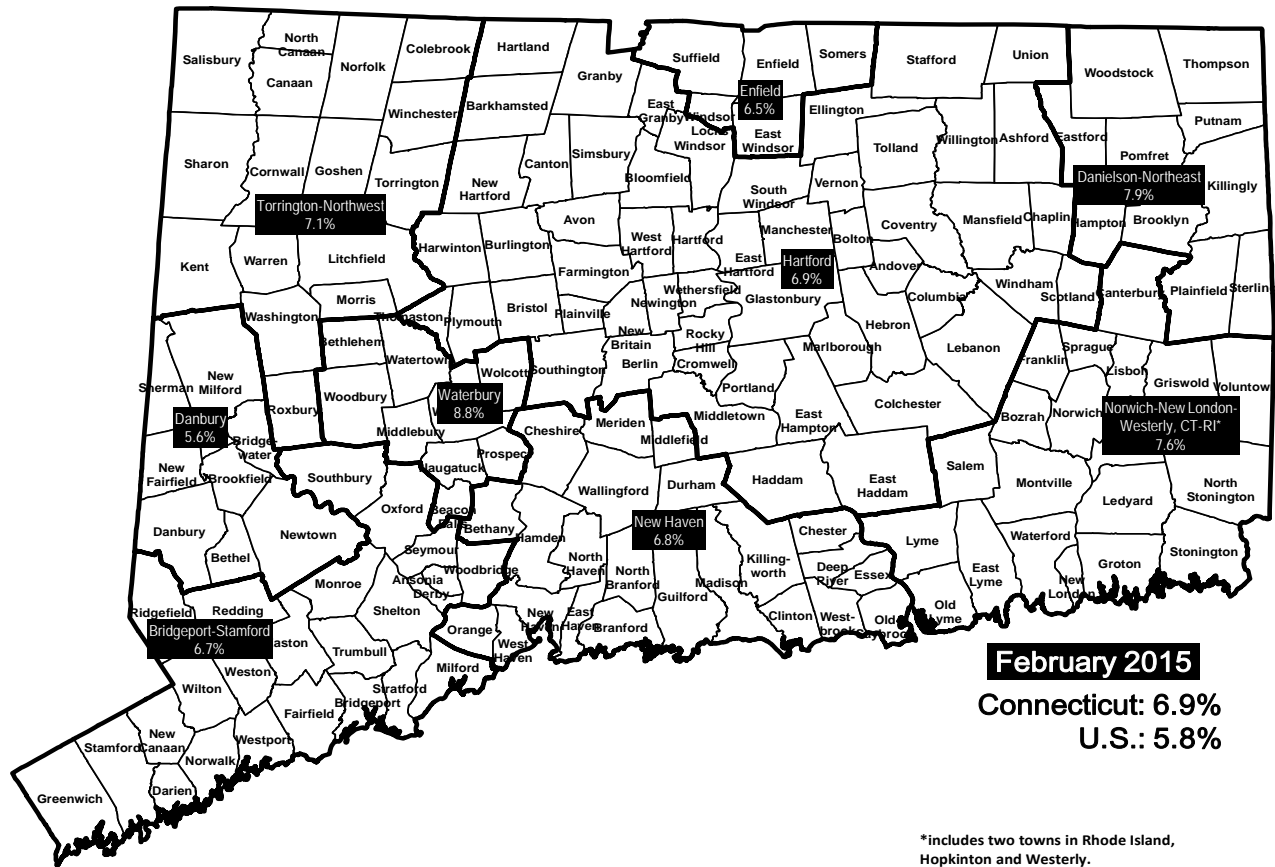 North
Canaan
Colebrook
Hartland
Salisbury
Norfolk
Canaan
Granby
Suffield
Enfield
Somers
Stafford
Union
Woodstock
Thompson
Enfield
6.5%
Winchester
Barkhamsted
East
Granby
Windsor
Locks
Ellington
East
Windsor
Windsor
Putnam
Willington
Ashford
Eastford
Tolland
Sharon
Cornwall
Goshen
Torrington
Canton
Simsbury
Bloomfield
New
Hartford
Pomfret
Danielson-Northeast
7.9%
Killingly
Torrington-Northwest
7.1%
South
Windsor
Vernon
Avon
Mansfield
Chaplin
Hampton
Brooklyn
Coventry
Manchester
Bolton
Harwinton
Burlington
West
Hartford
Hartford
East
Hartford
Hartford
6.9%
Kent
Warren
Litchfield
Farmington
Andover
Windham
Scotland
Canterbury
Plainfield
Morris
Wethersfield
Newington
Glastonbury
Columbia
Washington
Thomaston
Plymouth
Bristol
Plainville
New
Britain
Rocky
Hill
Hebron
Bethlehem
Watertown
Berlin
Cromwell
Marlborough
Lebanon
Franklin
Sprague
Lisbon
Griswold
Sherman
New
Milford
Wolcott
Southington
Roxbury
Woodbury
Waterbury
8.8%
Portland
Colchester
Bozrah
Norwich
Norwich-New London-
Westerly, CT-RI*
7.6%
Danbury
5.6%
Bridge-
water
Middlebury
Cheshire
Meriden
Middlefield
Middletown
East
Hampton
New
Fairfield
Brookfield
Southbury
Naugatuck
Wallingford
Durham
Haddam
East
Haddam
Salem
Montville
Ledyard
North
Stonington
Danbury
Bethel
Newtown
Oxford
Beacon
Bethany
Hamden
New Haven
6.8%
Chester
Lyme
Waterford
Stonington
Seymour
Woodbridge
North
Haven
North
Branford
Killing-
worth
Deep
River
Essex
East
Lyme
Groton
New
London
Monroe
Ansonia
Derby
Shelton
Guilford
Madison
Clinton
West-
brook
Old
Old
Lyme
Ridgefield
Redding
Bridgeport-Stamford
6.7%
Trumbull
Orange
New
Haven
East
Haven
Branford
West
Haven
Weston
Milford
Wilton
Stratford
Bridgeport
Fairfield
New
Canaan
Stamford
Westport
Norwalk
Greenwich
Darien
February 2015
Connecticut: 6.9%
U.S.: 5.8%
*includes two towns in Rhode Island,
Hopkinton and Westerly.